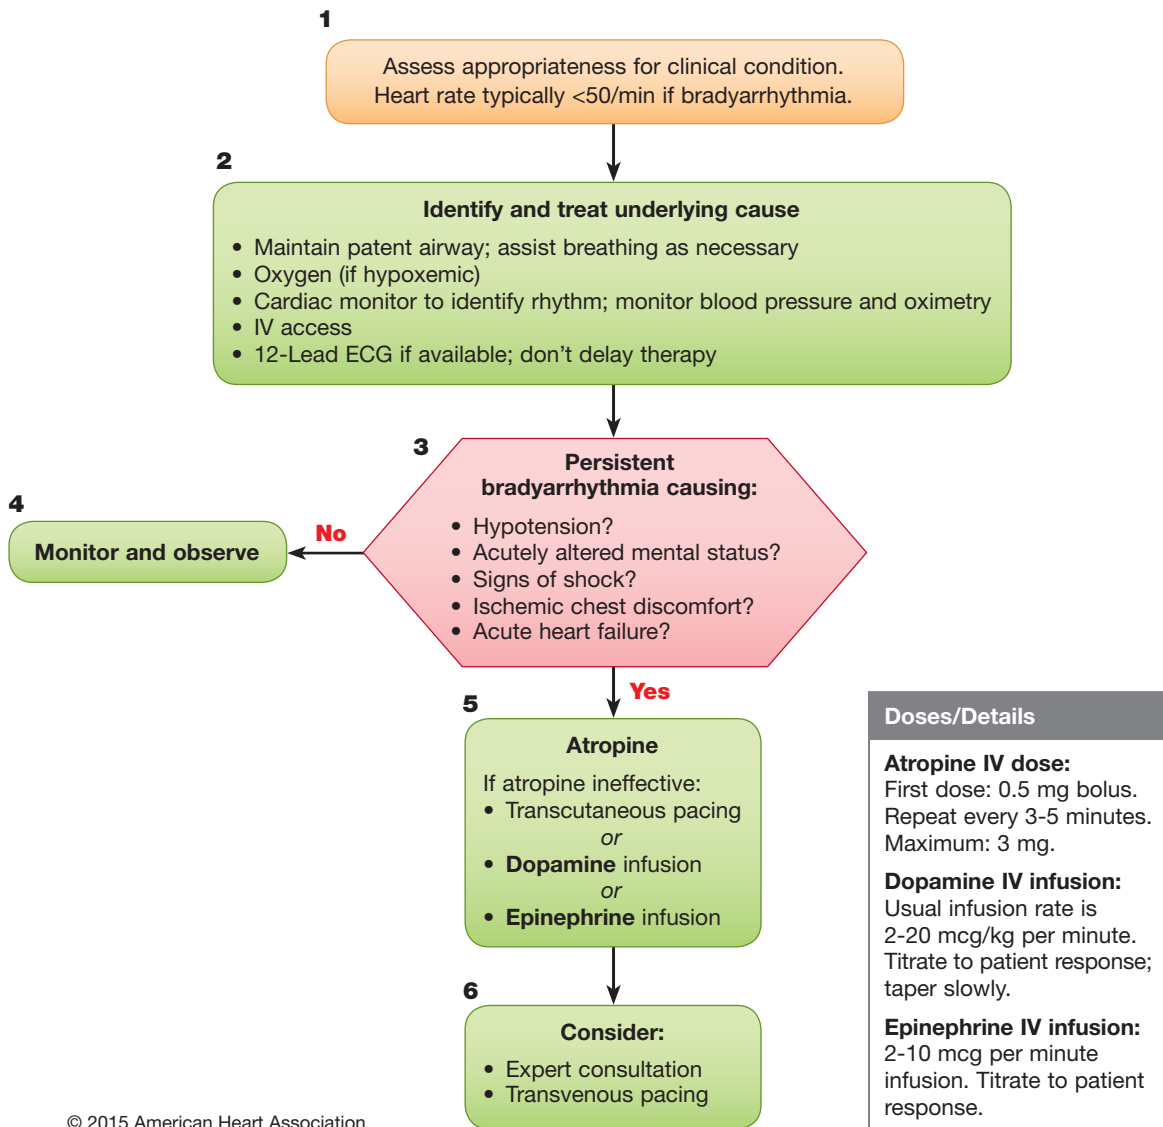 1
Assess appropriateness for clinical condition.
Heart rate typically <50/min if bradyarrhythmia.
2
Identify and treat underlying cause
• Maintain patent airway; assist breathing as necessary
• Oxygen (if hypoxemic)
• Cardiac monitor to identify rhythm; monitor blood pressure and oximetry
• IV access
• 12-Lead ECG if available; don't delay therapy
3
Persistent
bradyarrhythmia causing:
• Hypotension?
• Acutely altered mental status?
• Signs of shock?
• Ischemic chest discomfort?
• Acute heart failure?
4
No
Monitor and observe
Yes
5
Atropine
If atropine ineffective:
• Transcutaneous pacing
or
• Dopamine infusion
or
• Epinephrine infusion
6
Consider:
• Expert consultation
• Transvenous pacing
Doses/Details
Atropine IV dose:
First dose: 0.5 mg bolus.
Repeat every 3-5 minutes.
Maximum: 3 mg.
Dopamine IV infusion:
Usual infusion rate is
2-20 mcg/kg per minute.
Titrate to patient response;
taper slowly.
Epinephrine IV infusion:
2-10 mcg per minute
infusion. Titrate to patient
response.
© 2015 American Heart Association